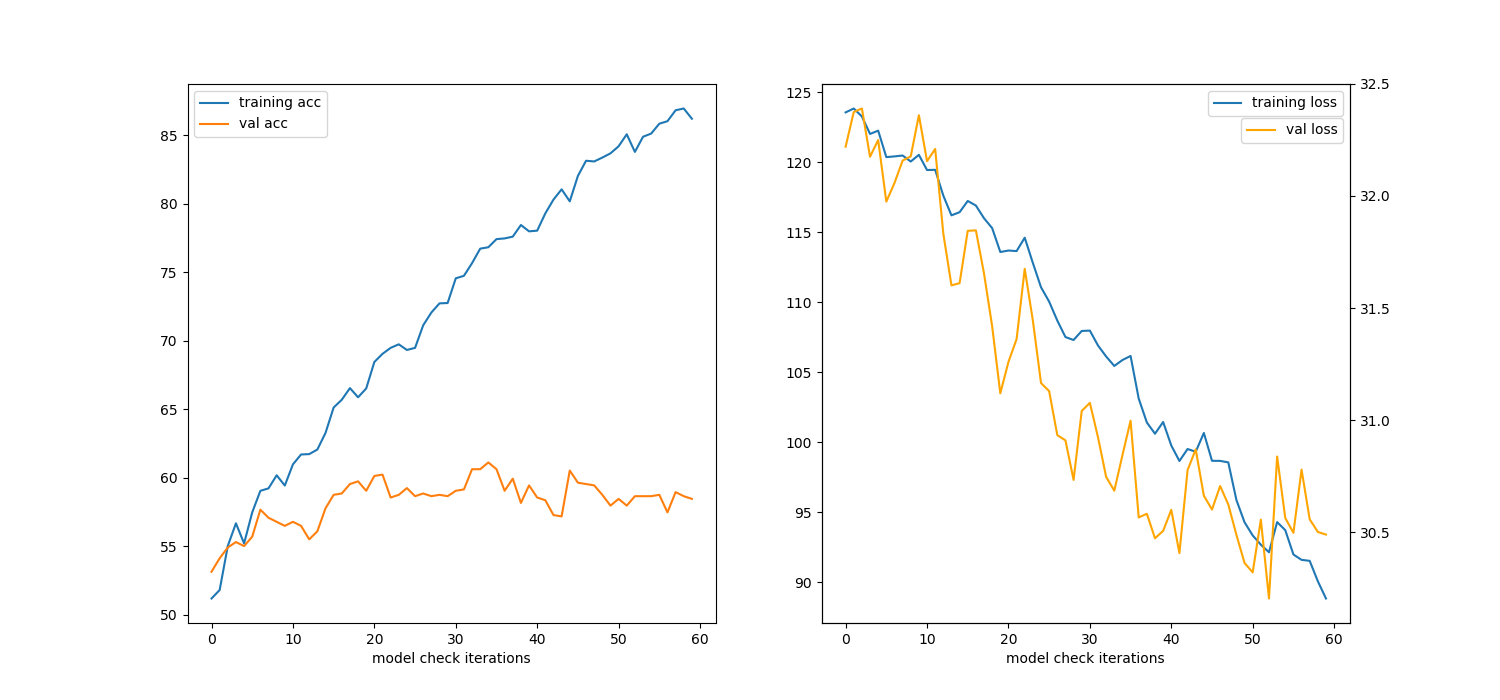 training acc
val acc
85
80
75
70
65
60
55
50
0 10 20 30 40 50 60
model check iterations
training loss
val loss
125
120
115
110
105
100
95
90
32.5
32.0
31.5
31.0
30.5
0 10 20 30 40 50 60
model check iterations